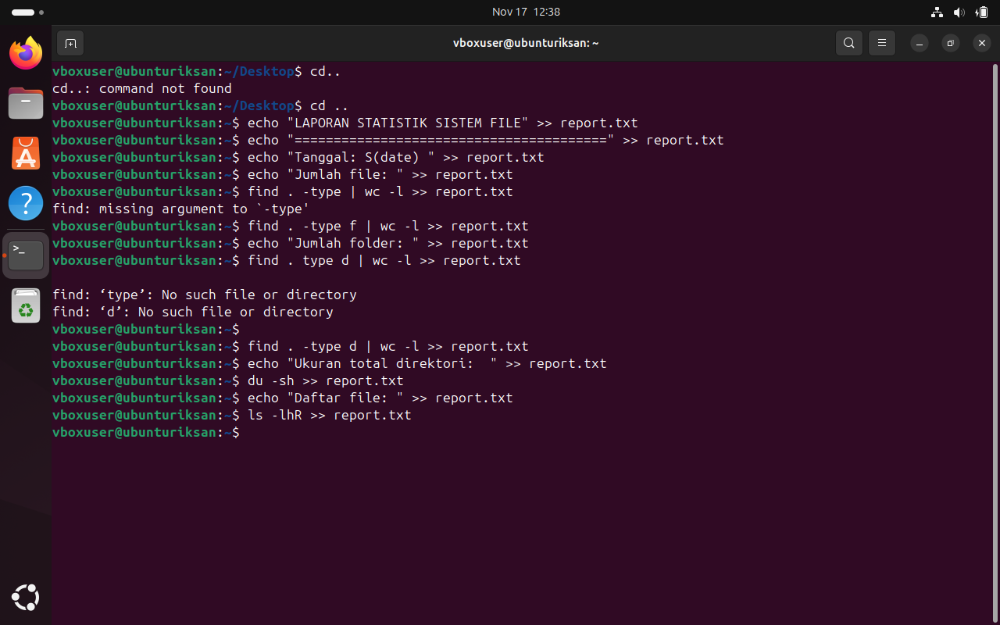 Nov 17 12:38
vboxuser@ubunturiksan: ~
vboxuser@ubunturiksan:~/Desktop$ cd..
cd..: command not found
vboxuser@ubunturiksan:~/Desktop$ cd ..
vboxuser@ubunturiksan:~$ echo "LAPORAN STATISTIK SISTEM FILE" >> report.txt
vboxuser@ubunturiksan:~$ echo "========================================" >> report.txt
vboxuser@ubunturiksan:~$ echo "Tanggal: S(date) " >> report.txt
vboxuser@ubunturiksan:~$ echo "Jumlah file: " >> report.txt
vboxuser@ubunturiksan:~$ find . -type | wc -l >> report.txt
find: missing argument to `-type'
vboxuser@ubunturiksan:~$ find . -type f | wc -l >> report.txt
vboxuser@ubunturiksan:~$ echo "Jumlah folder: " >> report.txt
vboxuser@ubunturiksan:~$ find . type d | wc -l >> report.txt
find: ‘type’: No such file or directory
find: ‘d’: No such file or directory
vboxuser@ubunturiksan:~$
vboxuser@ubunturiksan:~$ find . -type d | wc -l >> report.txt
vboxuser@ubunturiksan:~$ echo "Ukuran total direktori:  " >> report.txt
vboxuser@ubunturiksan:~$ du -sh >> report.txt
vboxuser@ubunturiksan:~$ echo "Daftar file: " >> report.txt
vboxuser@ubunturiksan:~$ ls -lhR >> report.txt
vboxuser@ubunturiksan:~$